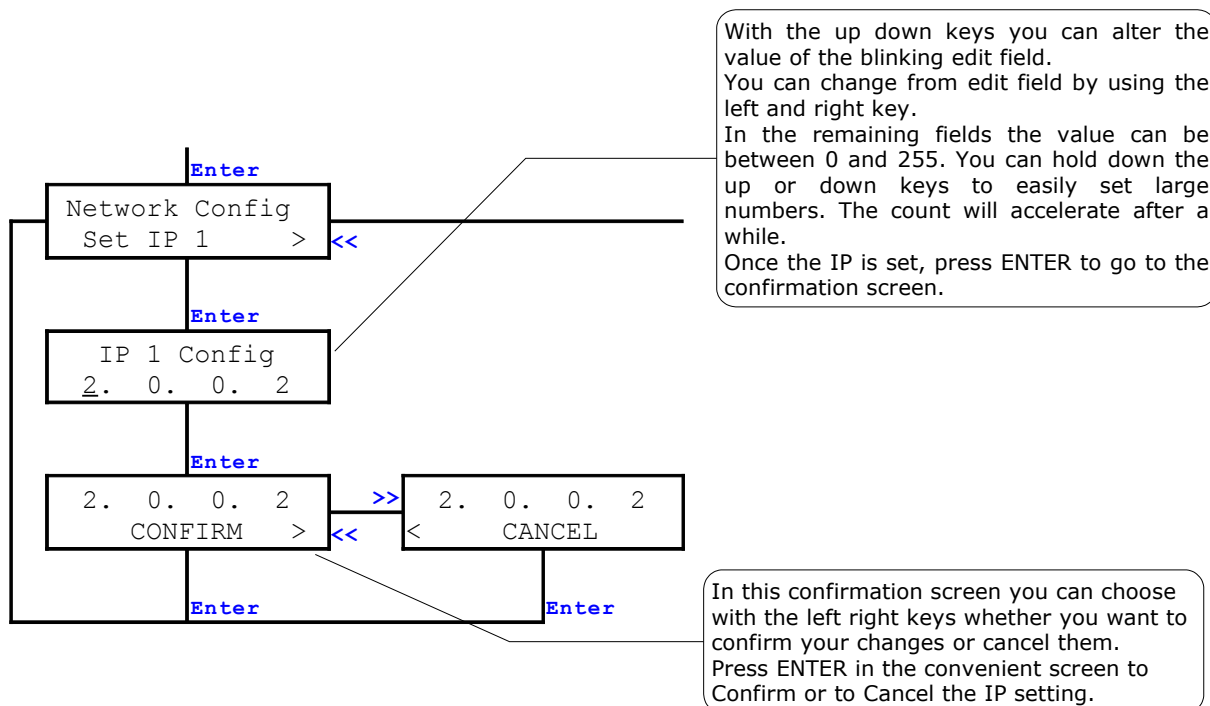 With the up down keys you can alter the
value of the blinking edit field.
You can change from edit field by using the
left and right key.
In the remaining fields the value can be
between 0 and 255. You can hold down the
up or down keys to easily set large
numbers. The count will accelerate after a
while.
Once the IP is set, press ENTER to go to the
confirmation screen.
Enter
Network Config
Set IP 1 >
<<
Enter
IP 1 Config
2. 0. 0. 2
Enter
2. 0. 0. 2
CONFIRM >
>>
<<
2. 0. 0. 2
< CANCEL
Enter
Enter
In this confirmation screen you can choose
with the left right keys whether you want to
confirm your changes or cancel them.
Press ENTER in the convenient screen to
Confirm or to Cancel the IP setting.